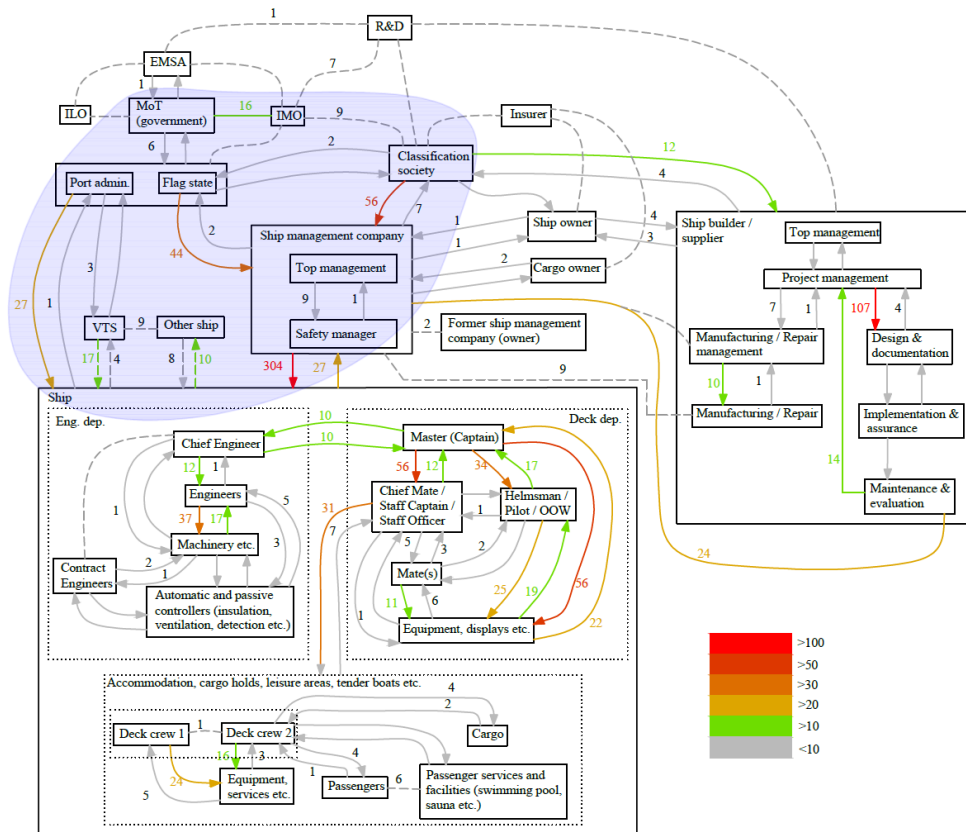 1
R&D
EMSA
7
1
ILO
MoT
(government)
16
IMO
9
Insurer
6
2
Classification
society
12
Port admin.
Flag state
56
4
7
44
2
Ship management company
1
Ship owner
4
3
Ship builder /
supplier
Top management
1
3
Top management
2
Cargo owner
Project management
27
1
9
1
7
1
107
4
VTS
9
Other ship
Safety manager
2
Former ship management
company (owner)
Manufacturing / Repair
management
Design &
documentation
17
4
8
10
304
27
9
10
1
Ship
Manufacturing / Repair
Implementation &
assurance
Eng. dep.
Deck dep.
10
Chief Engineer
10
Master (Captain)
12
1
56
12
34
17
14
Engineers
Chief Mate /
Staff Captain /
Staff Officer
Helmsman /
Pilot / OOW
Maintenance &
evaluation
5
31
1
1
37
17
7
Machinery etc.
3
5
3
2
24
Contract
Engineers
2
1
Mate(s)
56
Automatic and passive
controllers (insulation,
ventilation, detection etc.)
11
6
25
19
1
Equipment, displays etc.
22
>100
>50
>30
>20
>10
<10
Accommodation, cargo holds, leisure areas, tender boats etc.
4
2
Deck crew 1
1
Deck crew 2
Cargo
16
3
4
1
24
Equipment,
services etc.
5
Passengers
6
Passenger services and
facilities (swimming pool,
sauna etc.)